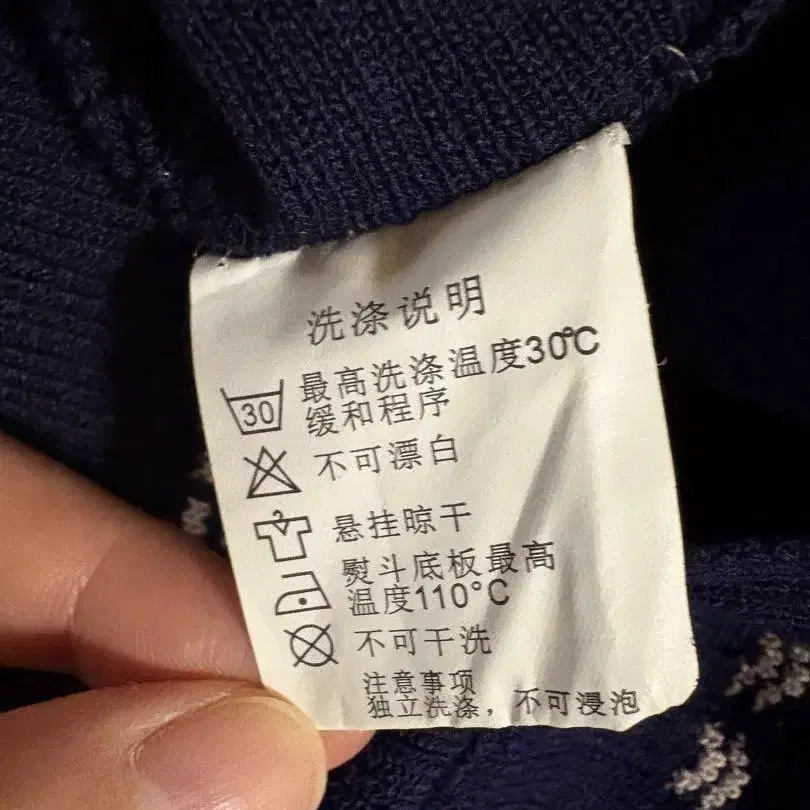 洗涤说明
30 最高洗涤温度30℃
缓和程序
不可漂白
悬挂晾干
熨斗底板最高
温度110°C
不可干洗
注意事项
独立洗涤，不可浸泡